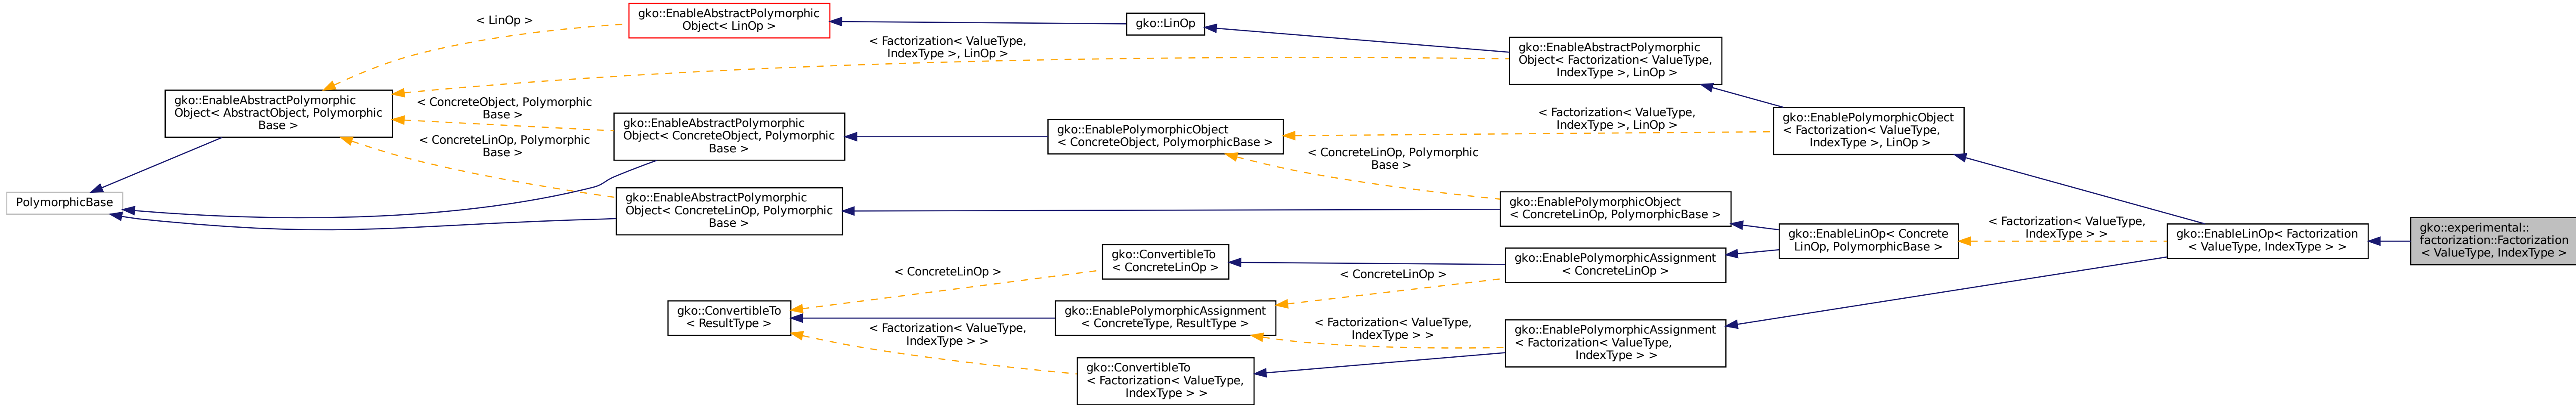 gko::EnableAbstractPolymorphic
Object< LinOp >
< LinOp >
gko::LinOp
< Factorization< ValueType,
IndexType >, LinOp >
gko::EnableAbstractPolymorphic
Object< Factorization< ValueType,
IndexType >, LinOp >
gko::EnableAbstractPolymorphic
Object< AbstractObject, Polymorphic
Base >
< ConcreteObject, Polymorphic
Base >
gko::EnableAbstractPolymorphic
Object< ConcreteObject, Polymorphic
Base >
gko::EnablePolymorphicObject
< ConcreteObject, PolymorphicBase >
< Factorization< ValueType,
IndexType >, LinOp >
gko::EnablePolymorphicObject
< Factorization< ValueType,
IndexType >, LinOp >
< ConcreteLinOp, Polymorphic
Base >
< ConcreteLinOp, Polymorphic
Base >
PolymorphicBase
gko::EnableAbstractPolymorphic
Object< ConcreteLinOp, Polymorphic
Base >
gko::EnablePolymorphicObject
< ConcreteLinOp, PolymorphicBase >
gko::EnableLinOp< Concrete
LinOp, PolymorphicBase >
< Factorization< ValueType,
IndexType > >
gko::EnableLinOp< Factorization
< ValueType, IndexType > >
gko::experimental::
factorization::Factorization
< ValueType, IndexType >
gko::ConvertibleTo
< ConcreteLinOp >
< ConcreteLinOp >
gko::EnablePolymorphicAssignment
< ConcreteLinOp >
< ConcreteLinOp >
gko::ConvertibleTo
< ResultType >
gko::EnablePolymorphicAssignment
< ConcreteType, ResultType >
< Factorization< ValueType,
IndexType > >
< Factorization< ValueType,
IndexType > >
gko::EnablePolymorphicAssignment
< Factorization< ValueType,
IndexType > >
gko::ConvertibleTo
< Factorization< ValueType,
IndexType > >